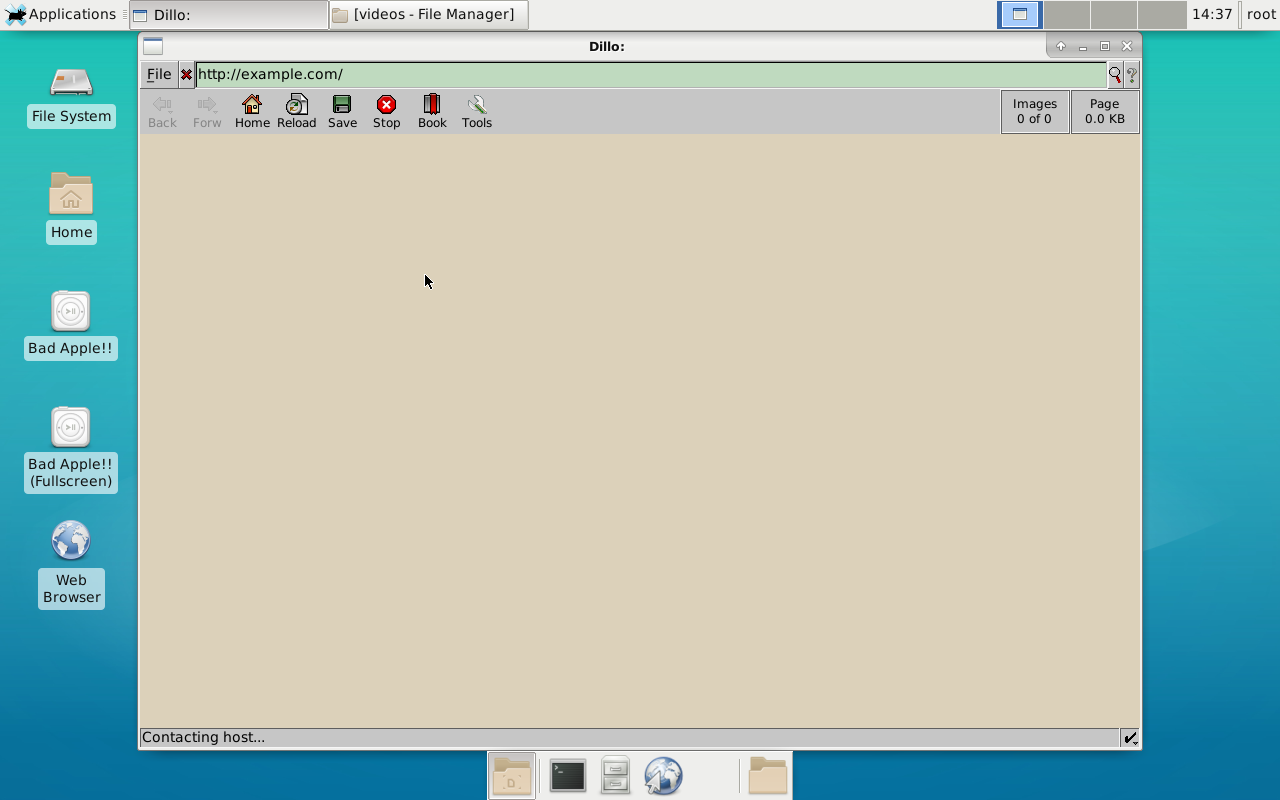 Applications
Dillo:
[videos - File Manager]
14:37
root
Dillo:
File
http://example.com/
?
Back
Forw
Home
Reload
Save
Stop
Book
Tools
Images
0 of 0
Page
0.0 KB
File System
Home
Bad Apple!!
Bad Apple!!
(Fullscreen)
Web
Browser
Contacting host...